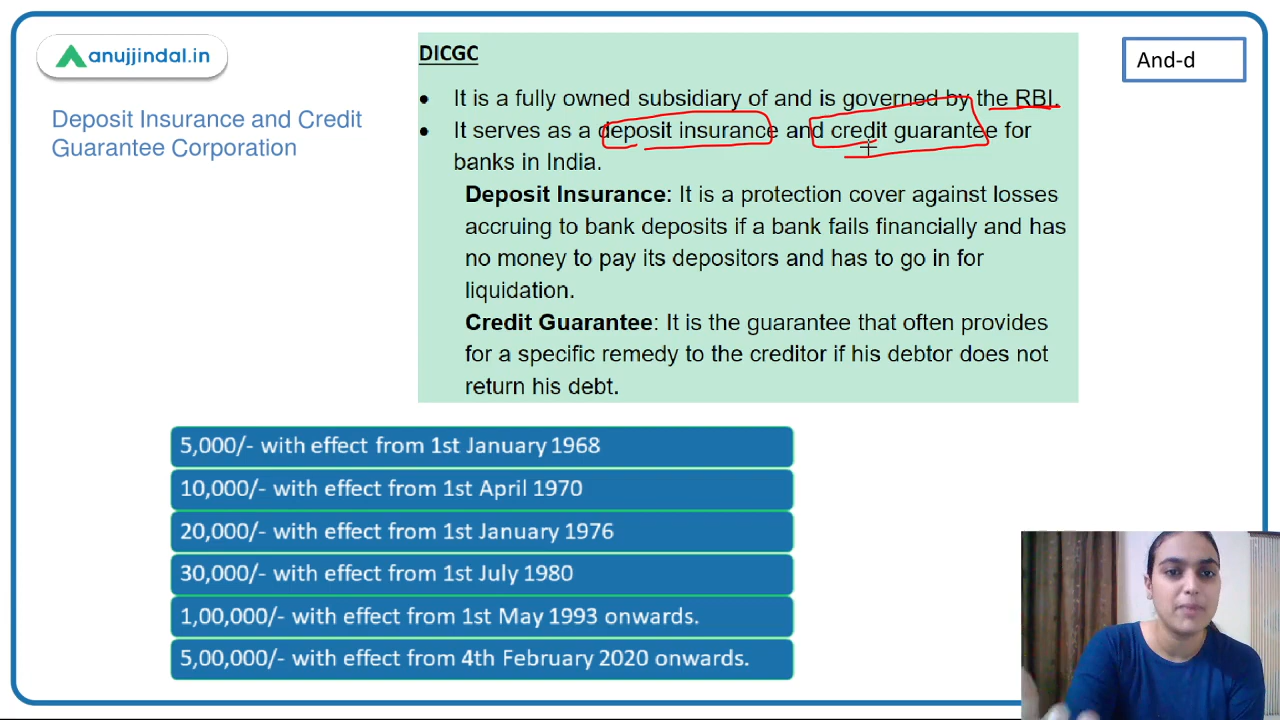 anujjindal.in
Deposit Insurance and Credit
Guarantee Corporation
DICGC
And-d
• It is a fully owned subsidiary of and is governed by the RBI.
• It serves as a deposit insurance and credit guarantee for
banks in India.
Deposit Insurance: It is a protection cover against losses
accruing to bank deposits if a bank fails financially and has
no money to pay its depositors and has to go in for
liquidation.
Credit Guarantee: It is the guarantee that often provides
for a specific remedy to the creditor if his debtor does not
return his debt.
5,000/- with effect from 1st January 1968
10,000/- with effect from 1st April 1970
20,000/- with effect from 1st January 1976
30,000/- with effect from 1st July 1980
1,00,000/- with effect from 1st May 1993 onwards.
5,00,000/- with effect from 4th February 2020 onwards.